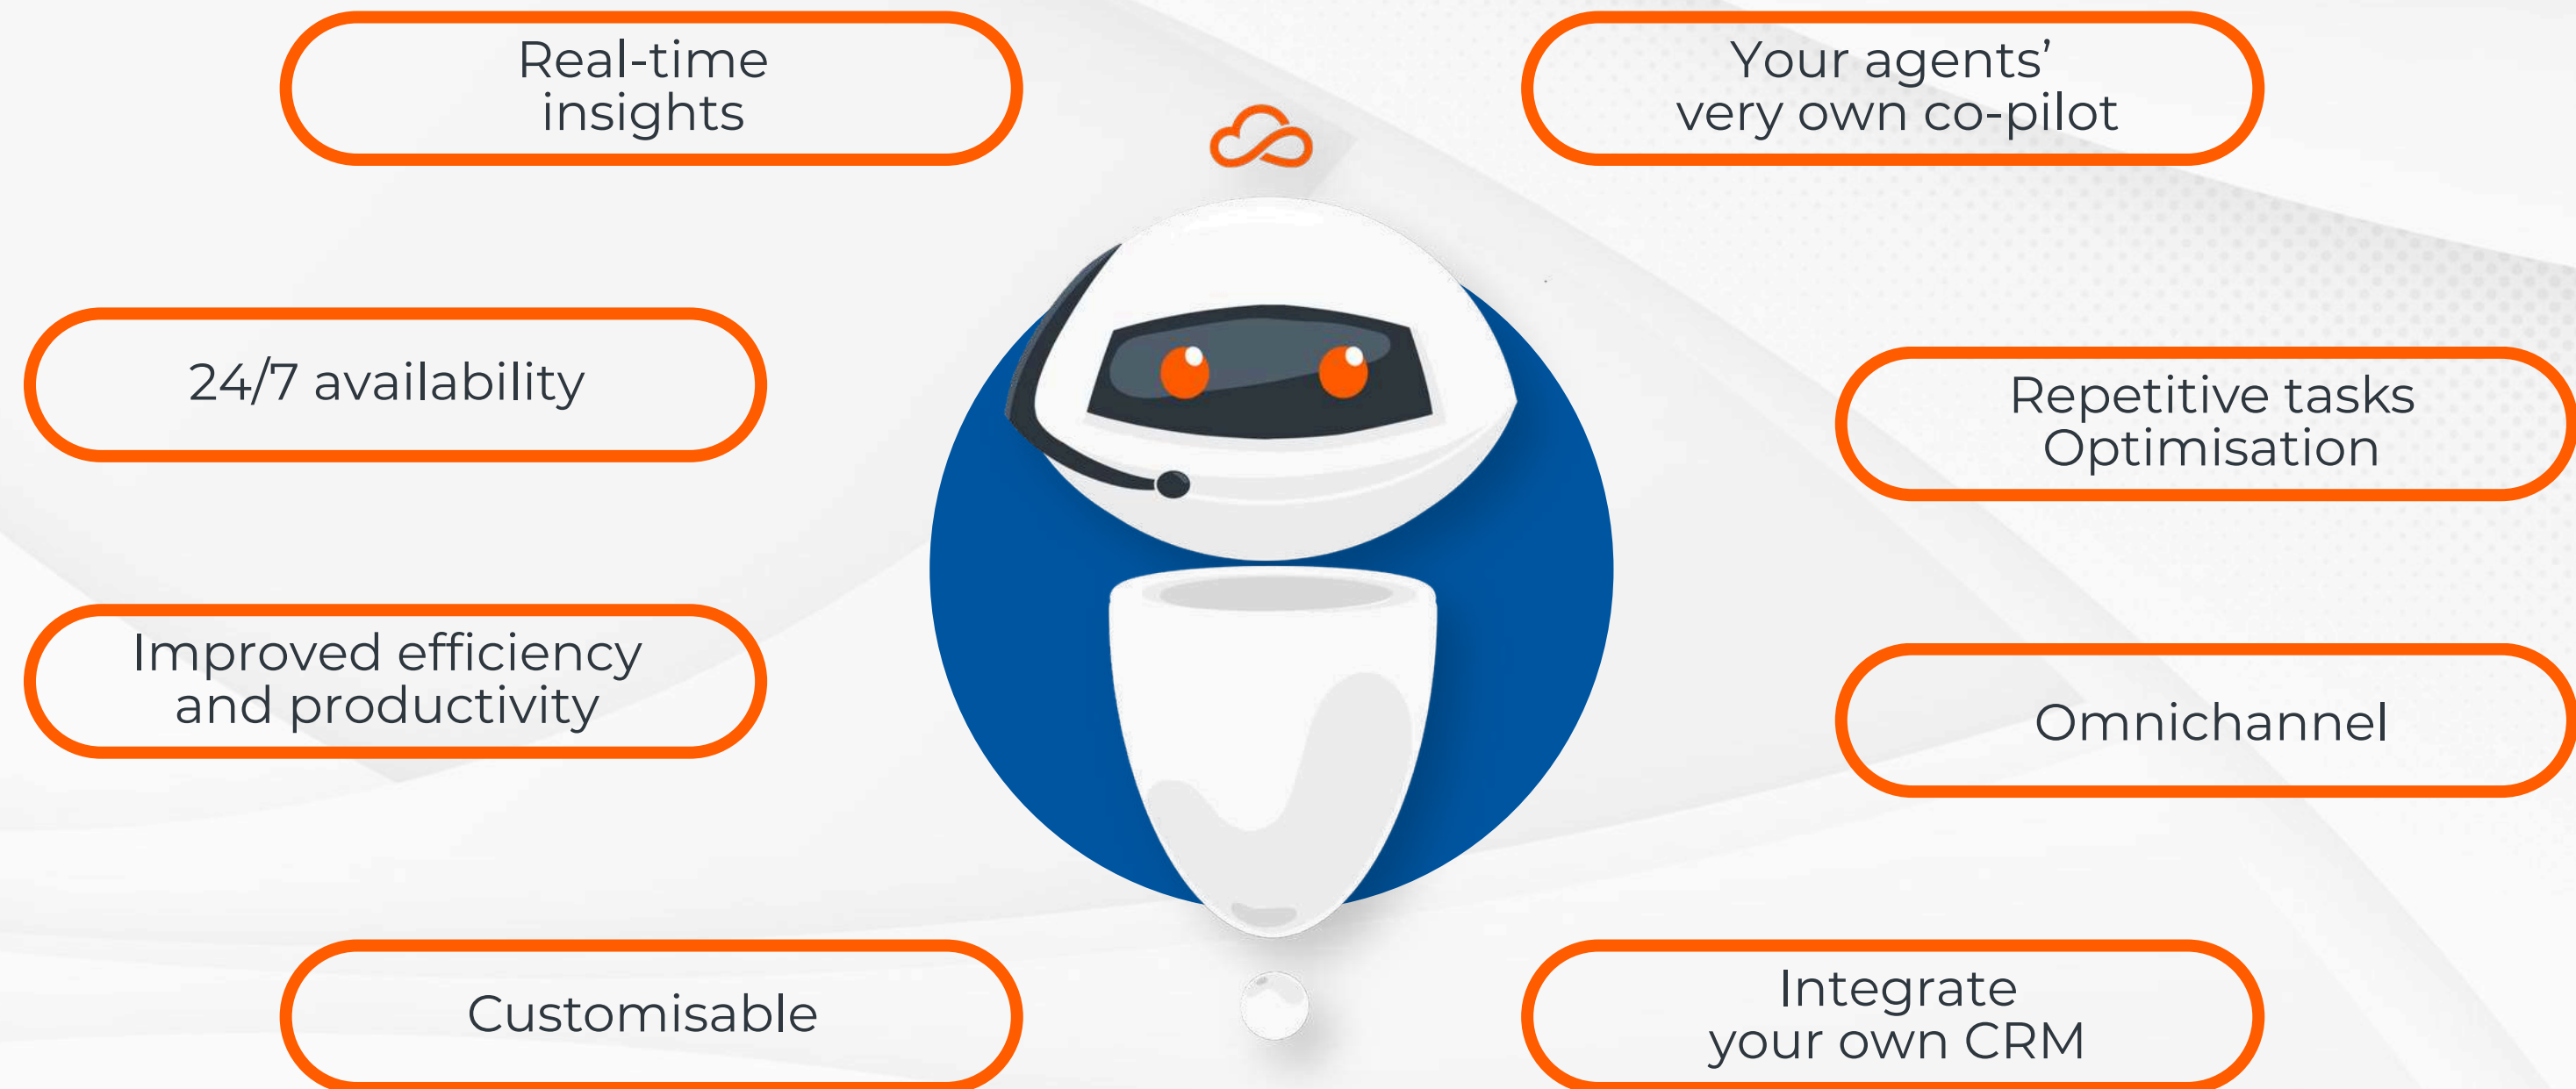 Real-time
insights
Your agents’
very own co-pilot
24/7 availability
Repetitive tasks
Optimisation
Improved efficiency
and productivity
Omnichannel
Customisable
Integrate
your own CRM